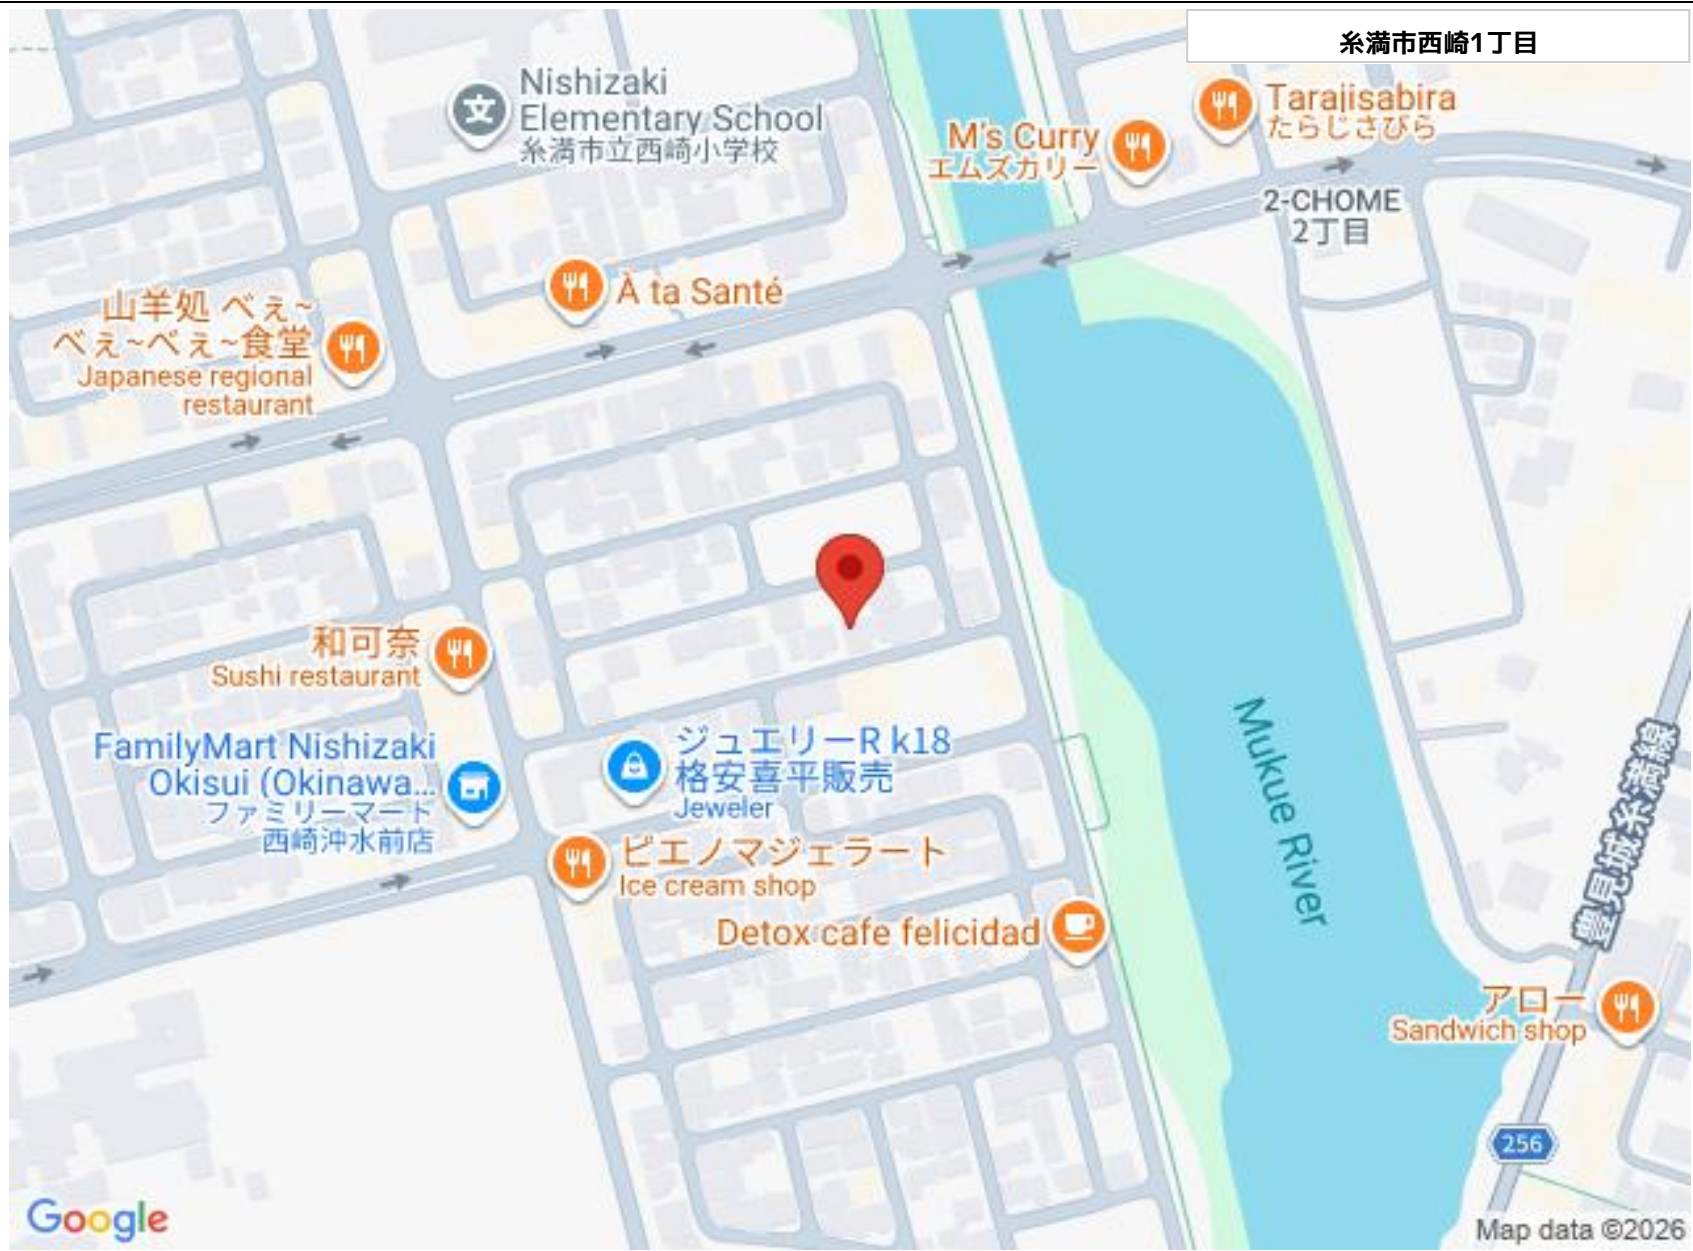 糸満市西崎1丁目
Nishizaki
Elementary School
糸満市立西崎小学校
M's Curry
エムズカリー
Tarajisabira
たらじさびら
2-CHOME
2丁目
À ta Santé
山羊処 べぇ~
べぇ~べぇ~食堂
Japanese regional
restaurant
和可奈
Sushi restaurant
FamilyMart Nishizaki
Okisui (Okinawa...
ファミリーマート
西崎沖水前店
ジュエリーR k18
格安喜平販売
Jeweler
ピエノマジェラート
Ice cream shop
Detox cafe felicidad
Mukue River
豊見城糸満線
アロー
Sandwich shop
256
Google
Map data ©2026
文